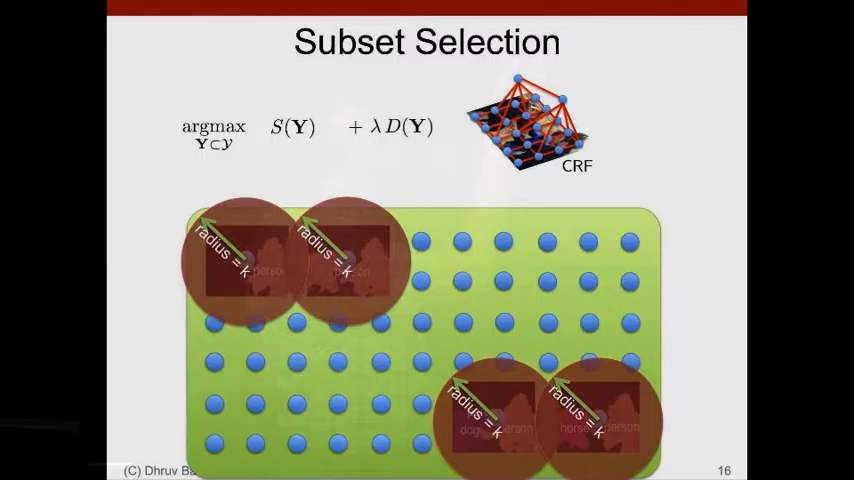 Subset Selection
argmax S(Y) + λ D(Y)
Y⊂𝒴
CRF
radius = k
radius = k
person
person
radius = k
radius = k
dog person
horse person
(C) Dhruv Ba
16